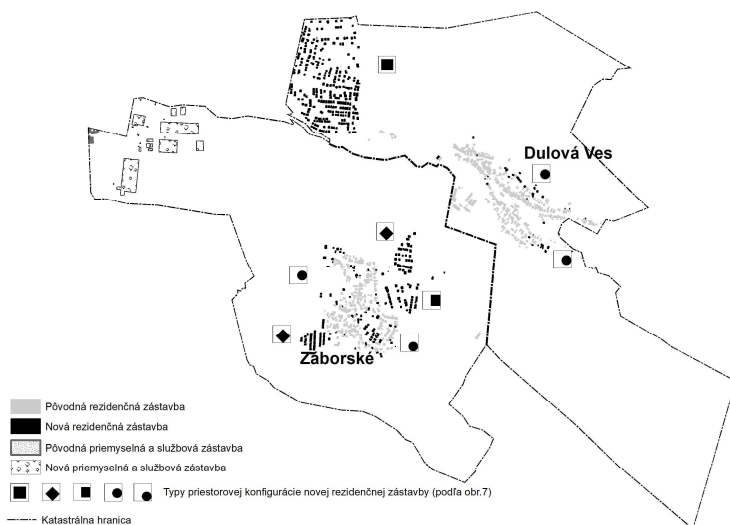 Dulová Ves
Záborské
Pôvodná rezidenčná zástavba
Nová rezidenčná zástavba
Pôvodná priemyselná a službová zástavba
Nová priemyselná a službová zástavba
Typy priestorovej konfigurácie novej rezidenčnej zástavby (podľa obr.7)
Katastrálna hranica